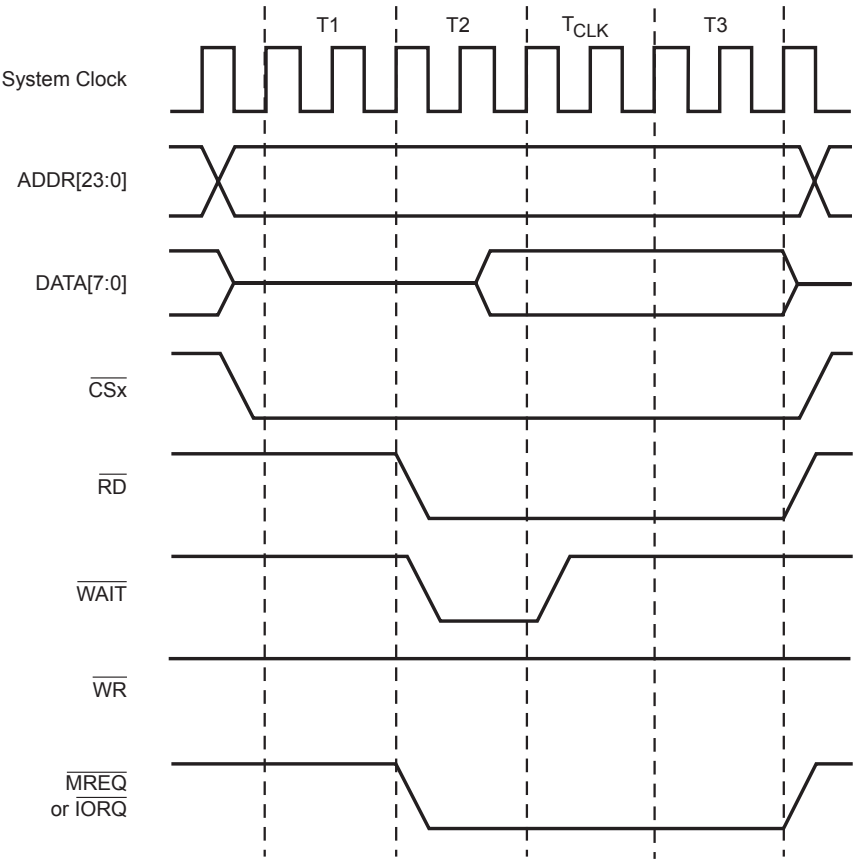 T1 T2 TCLK T3
System Clock
ADDR[23:0]
DATA[7:0]
CSx
RD
WAIT
WR
MREQ
or IORQ